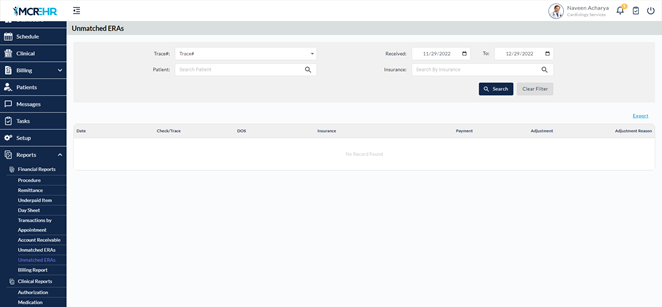 MCREHR
Naveen Acharya
Cardiology Services
Schedule
Clinical
Billing
Patients
Messages
Tasks
Setup
Reports
Financial Reports
Procedure
Remittance
Underpaid Item
Day Sheet
Transactions by
Appointment
Account Receivable
Unmatched ERAs
Unmatched ERAs
Billing Report
Clinical Reports
Authorization
Medication
Unmatched ERAs
Trace#: Trace# Received: 11/29/2022 To: 12/29/2022
Patient: Search Patient Insurance: Search By Insurance
Search Clear Filter
Export
Date Check/Trace DOS Insurance Payment Adjustment Adjustment Reason
No Record Found